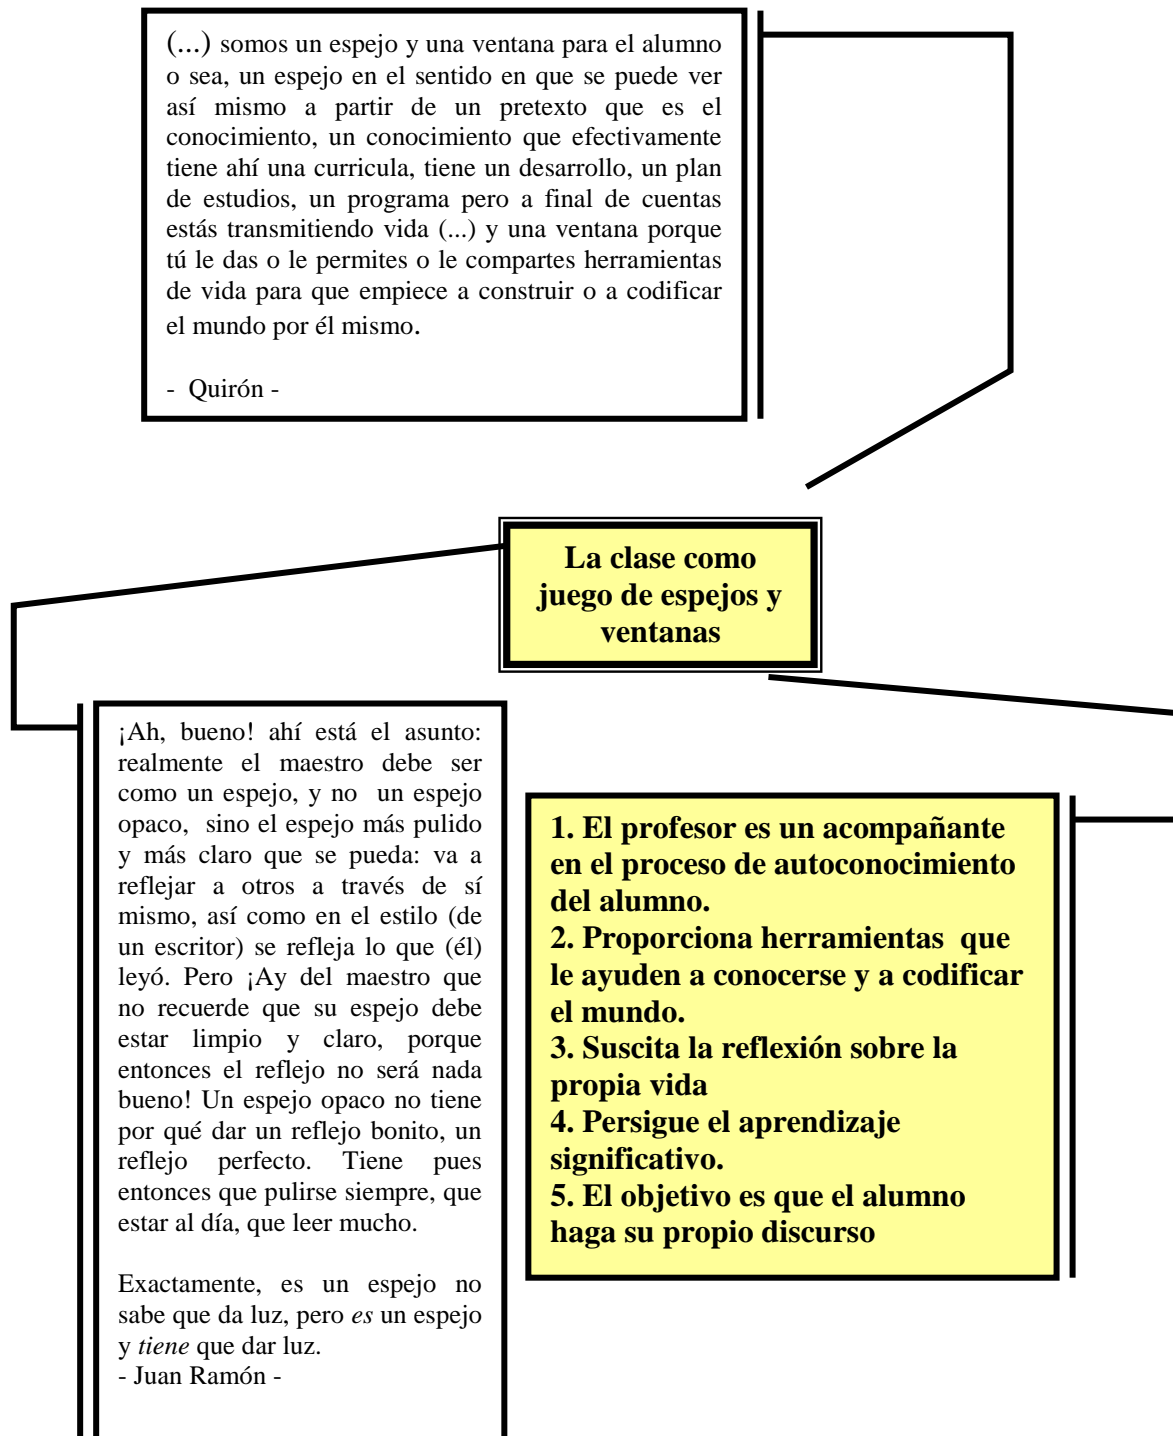 (...) somos un espejo y una ventana para el alumno
o sea, un espejo en el sentido en que se puede ver
así mismo a partir de un pretexto que es el
conocimiento, un conocimiento que efectivamente
tiene ahí una curricula, tiene un desarrollo, un plan
de estudios, un programa pero a final de cuentas
estás transmitiendo vida (...) y una ventana porque
tú le das o le permites o le compartes herramientas
de vida para que empiece a construir o a codificar
el mundo por él mismo.
- Quirón -
La clase como
juego de espejos y
ventanas
¡Ah, bueno! ahí está el asunto:
realmente el maestro debe ser
como un espejo, y no un espejo
opaco, sino el espejo más pulido
y más claro que se pueda: va a
reflejar a otros a través de sí
mismo, así como en el estilo (de
un escritor) se refleja lo que (él)
leyó. Pero ¡Ay del maestro que
no recuerde que su espejo debe
estar limpio y claro, porque
entonces el reflejo no será nada
bueno! Un espejo opaco no tiene
por qué dar un reflejo bonito, un
reflejo perfecto. Tiene pues
entonces que pulirse siempre, que
estar al día, que leer mucho.
Exactamente, es un espejo no
sabe que da luz, pero es un espejo
y tiene que dar luz.
- Juan Ramón -
1. El profesor es un acompañante
en el proceso de autoconocimiento
del alumno.
2. Proporciona herramientas que
le ayuden a conocerse y a codificar
el mundo.
3. Suscita la reflexión sobre la
propia vida
4. Persigue el aprendizaje
significativo.
5. El objetivo es que el alumno
haga su propio discurso